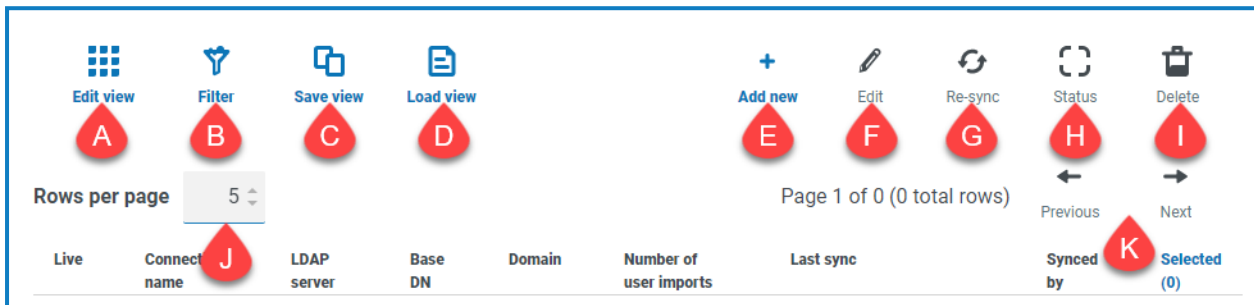 Edit view Filter Save view Load view Add new Edit Re-sync Status Delete
A B C D E F G H I
Rows per page 5 Page 1 of 0 (0 total rows)
Previous Next
J K
Live Connect LDAP Base Domain Number of Last sync Synced Selected
name server DN user imports by (0)